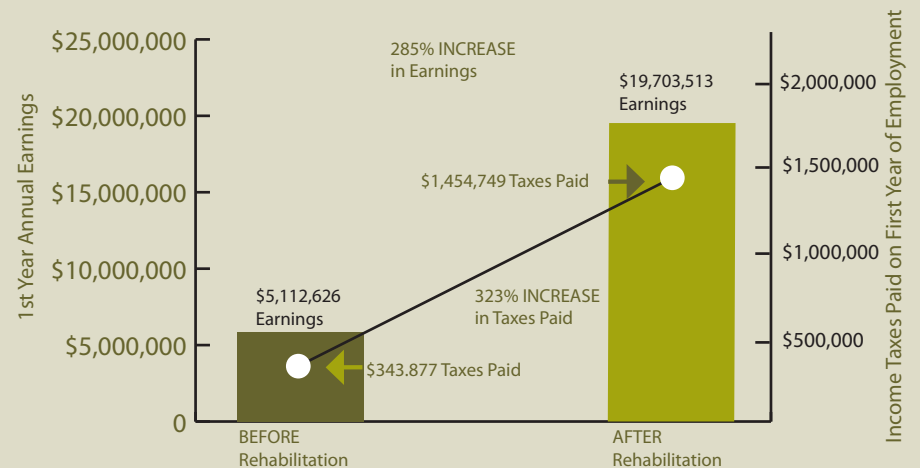 1st Year Annual Earnings
$25,000,000
$20,000,000
$15,000,000
$10,000,000
$5,000,000
0
285% INCREASE
in Earnings
$5,112,626
Earnings
$343.877 Taxes Paid
323% INCREASE
in Taxes Paid
$1,454,749 Taxes Paid
$19,703,513
Earnings
BEFORE
Rehabilitation
AFTER
Rehabilitation
$2,000,000
$1,500,000
$1,000,000
$500,000
Income Taxes Paid on First Year of Employment